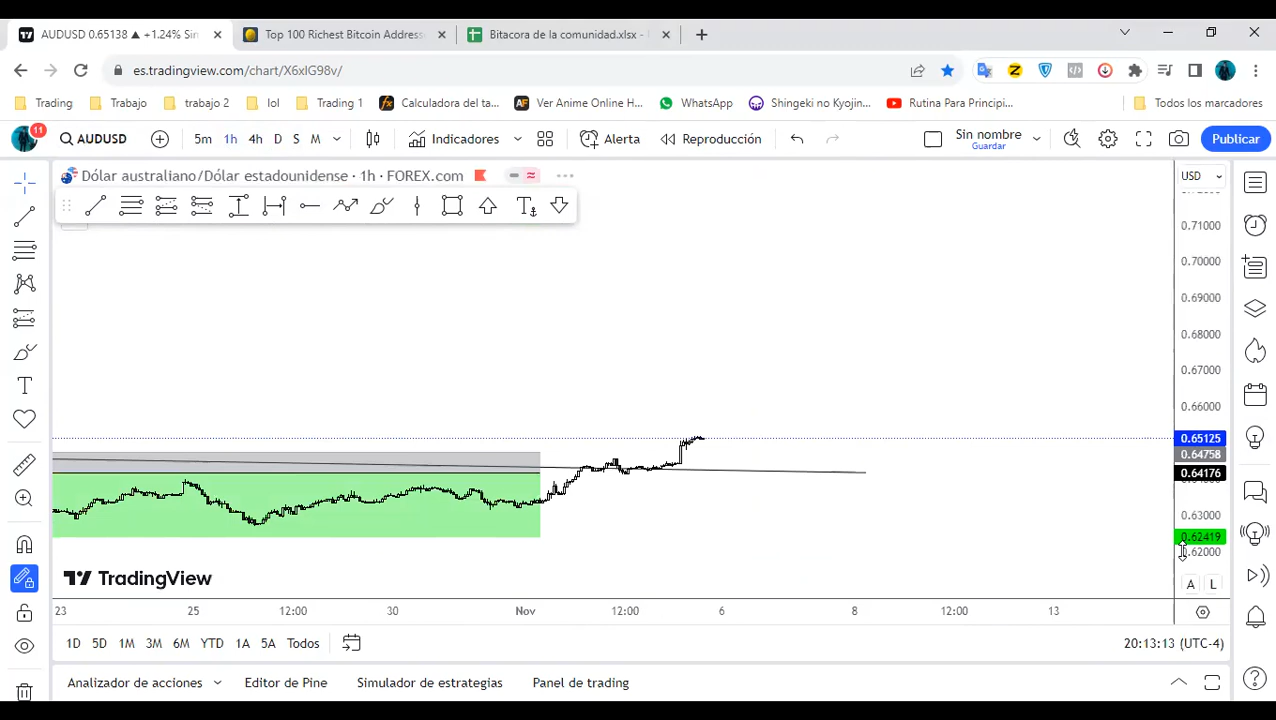 AUDUSD 0.65138 ▲ +1.24% Sin
Top 100 Richest Bitcoin Address
Bitacora de la comunidad.xlsx -
es.tradingview.com/chart/X6xIG98v/
Trading
Trabajo
trabajo 2
lol
Trading 1
Calculadora del ta...
Ver Anime Online H...
WhatsApp
Shingeki no Kyojin...
Rutina Para Principi...
Todos los marcadores
11
AUDUSD
5m 1h 4h D S M
Indicadores
Alerta
Reproducción
Sin nombre
Guardar
Publicar
Dólar australiano/Dólar estadounidense · 1h · FOREX.com
USD
0.71000
0.70000
0.69000
0.68000
0.67000
0.66000
0.65125
0.64758
0.64176
0.63000
0.62419
0.62000
TradingView
A L
23 25 12:00 30 Nov 12:00 6 8 12:00 13
1D 5D 1M 3M 6M YTD 1A 5A Todos
20:13:13 (UTC-4)
Analizador de acciones
Editor de Pine
Simulador de estrategias
Panel de trading